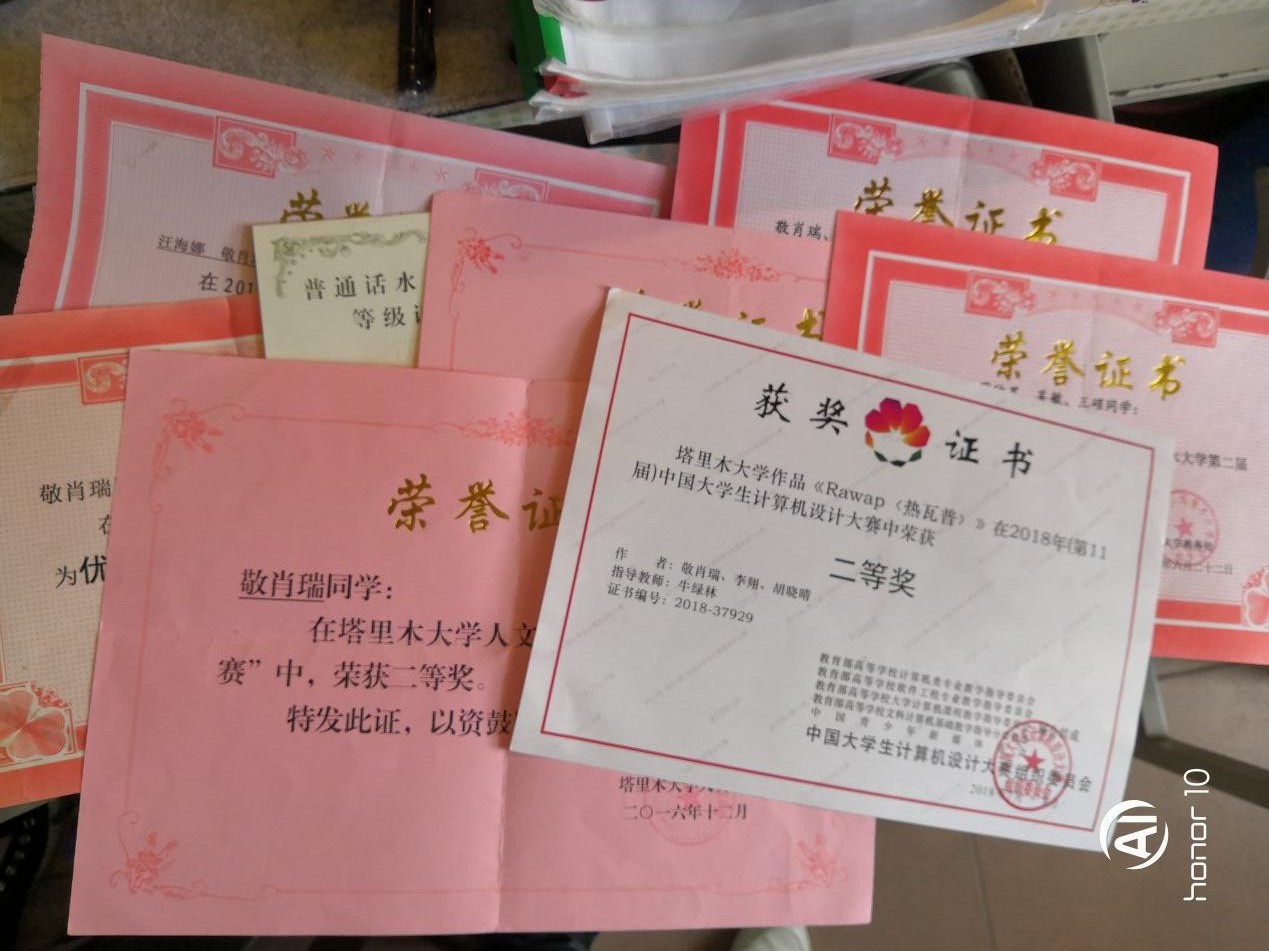 荣誉
汪海娜 敬肖
在201
普通话水
等级
荣誉证书
敬肖瑞、
荣誉证书
姜敏、王硕同学：
大学第二届
敬肖瑞
在
为优
荣誉证
敬肖瑞同学：
在塔里木大学人文
赛”中，荣获二等奖。
特发此证，以资鼓
塔里木大学人
二〇一六年十二月
证书
获奖证书
塔里木大学作品《Rawap〈热瓦普〉》在2018年(第11
届)中国大学生计算机设计大赛中荣获
二等奖
作 者：敬肖瑞、李翔、胡晓晴
指导教师：牛绿林
证书编号：2018-37929
教育部高等学校计算机类专业教学指导委员会
教育部高等学校软件工程专业教学指导委员会
教育部高等学校大学计算机课程教学指导委员会
教育部高等学校文科计算机基础教学指导
中国青少年新媒体
中国大学生计算机设计大赛组织委员会
2018
AI
honor 10